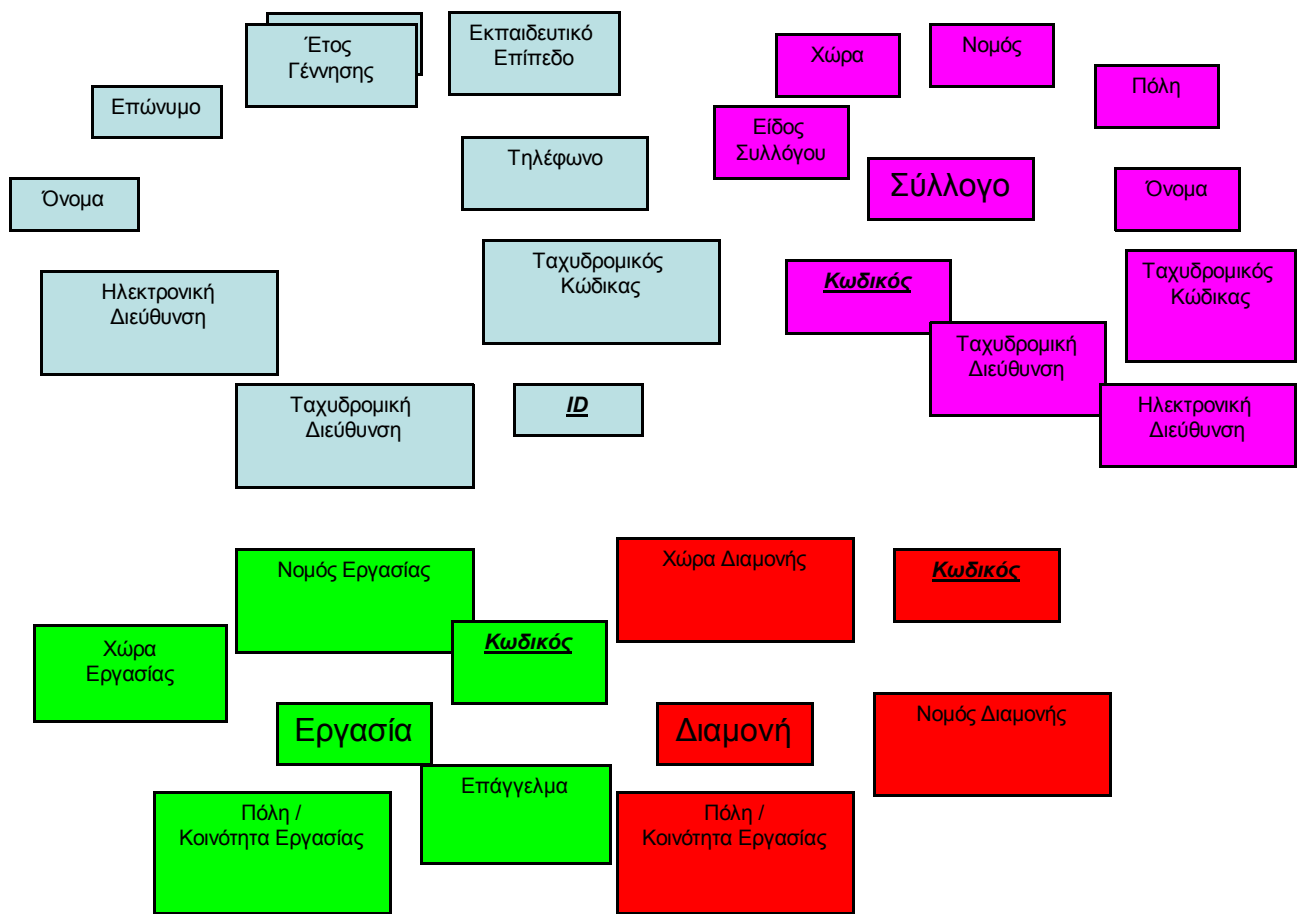 Έτος
Γέννησης
Εκπαιδευτικό
Επίπεδο
Επώνυμο
Τηλέφωνο
Όνομα
Ηλεκτρονική
Διεύθυνση
Ταχυδρομικός
Κώδικας
Ταχυδρομική
Διεύθυνση
ID
Χώρα
Νομός
Πόλη
Είδος
Συλλόγου
Σύλλογο
Όνομα
Κωδικός
Ταχυδρομικός
Κώδικας
Ταχυδρομική
Διεύθυνση
Ηλεκτρονική
Διεύθυνση
Νομός Εργασίας
Χώρα
Εργασίας
Κωδικός
Εργασία
Επάγγελμα
Πόλη /
Κοινότητα Εργασίας
Χώρα Διαμονής
Κωδικός
Διαμονή
Νομός Διαμονής
Πόλη /
Κοινότητα Εργασίας